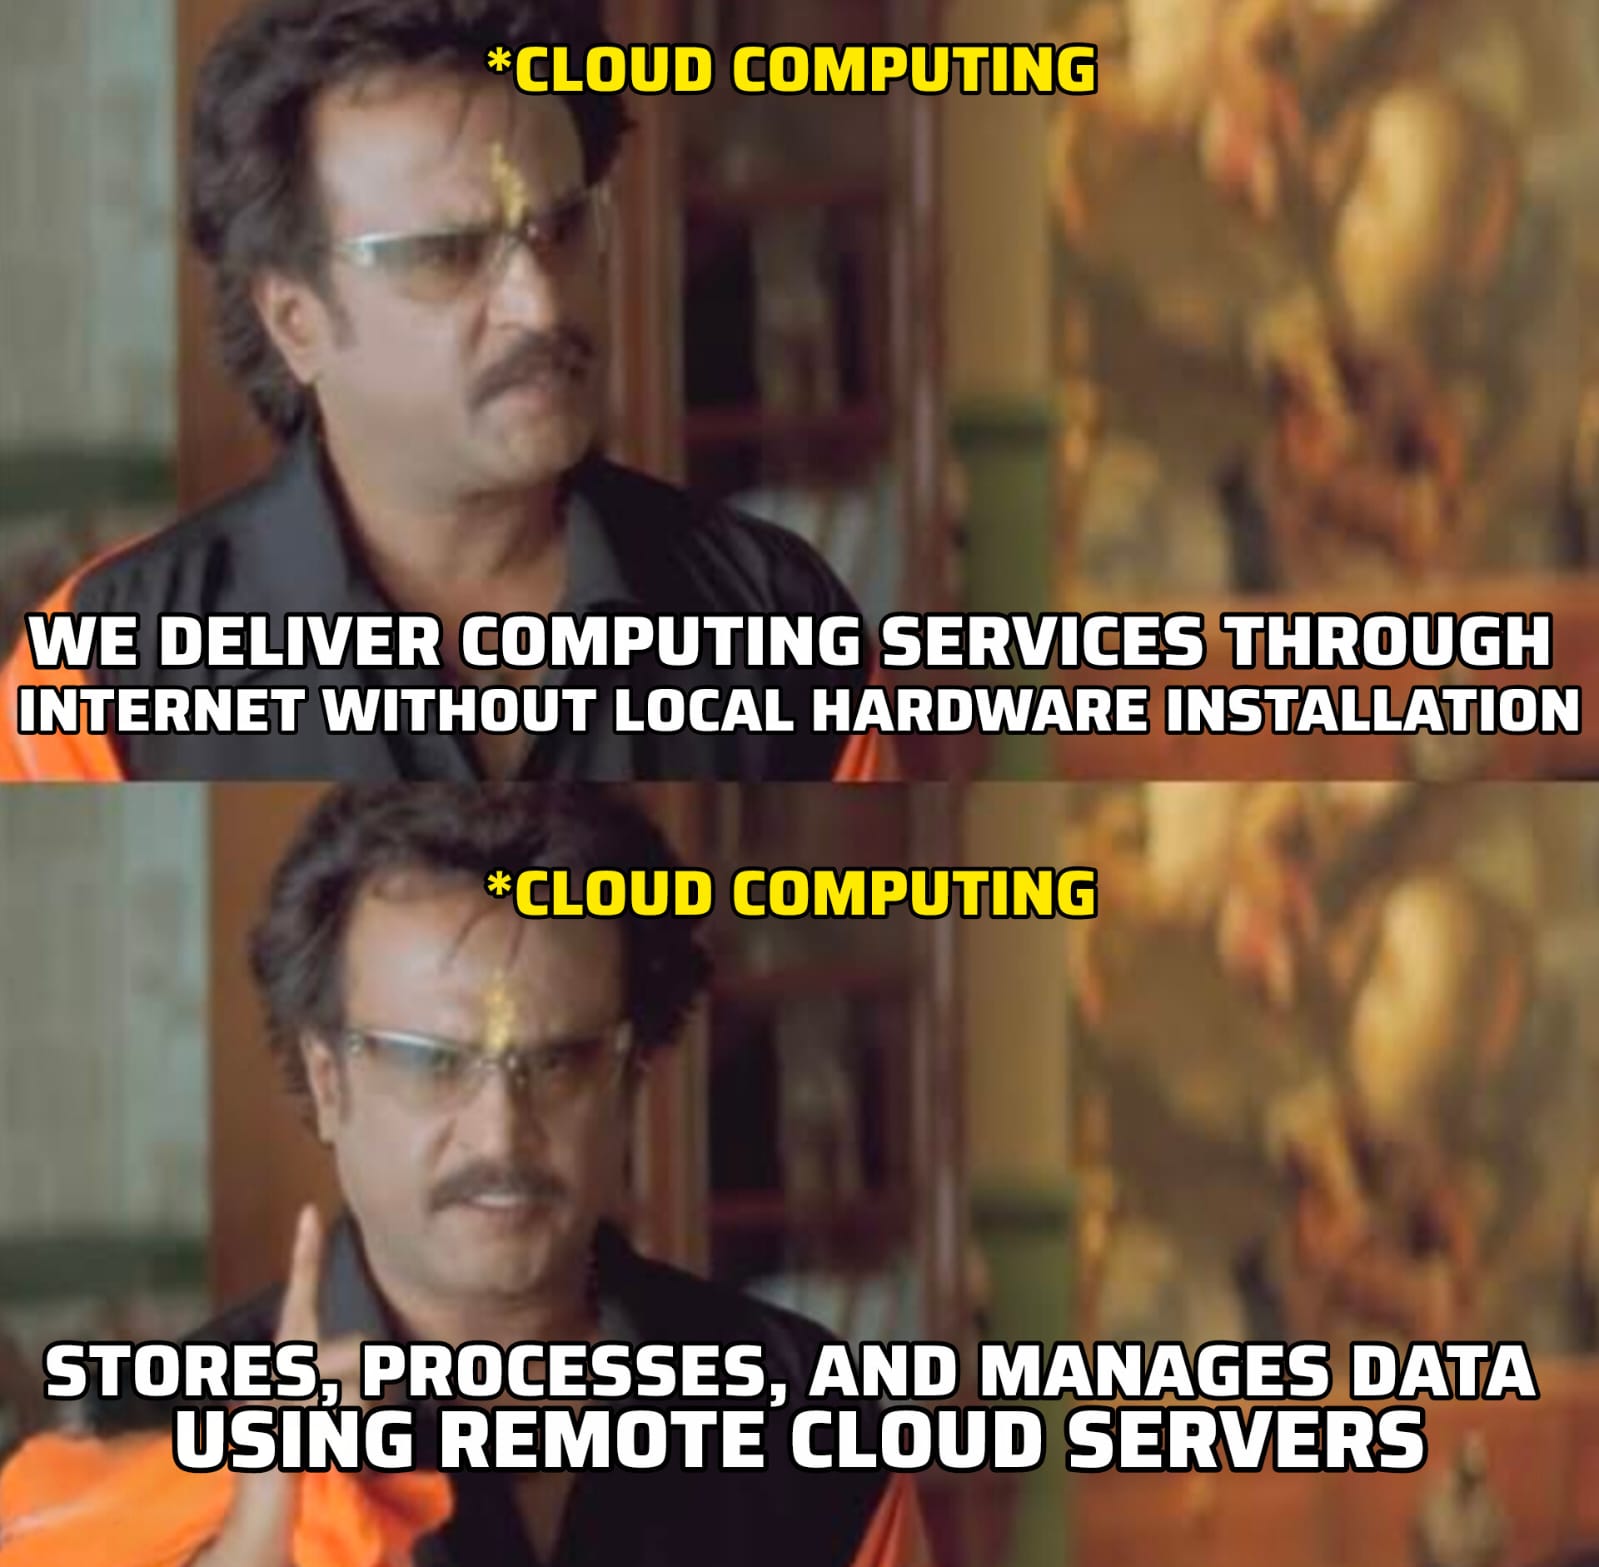 *CLOUD COMPUTING
WE DELIVER COMPUTING SERVICES THROUGH
INTERNET WITHOUT LOCAL HARDWARE INSTALLATION
*CLOUD COMPUTING
STORES, PROCESSES, AND MANAGES DATA
USING REMOTE CLOUD SERVERS